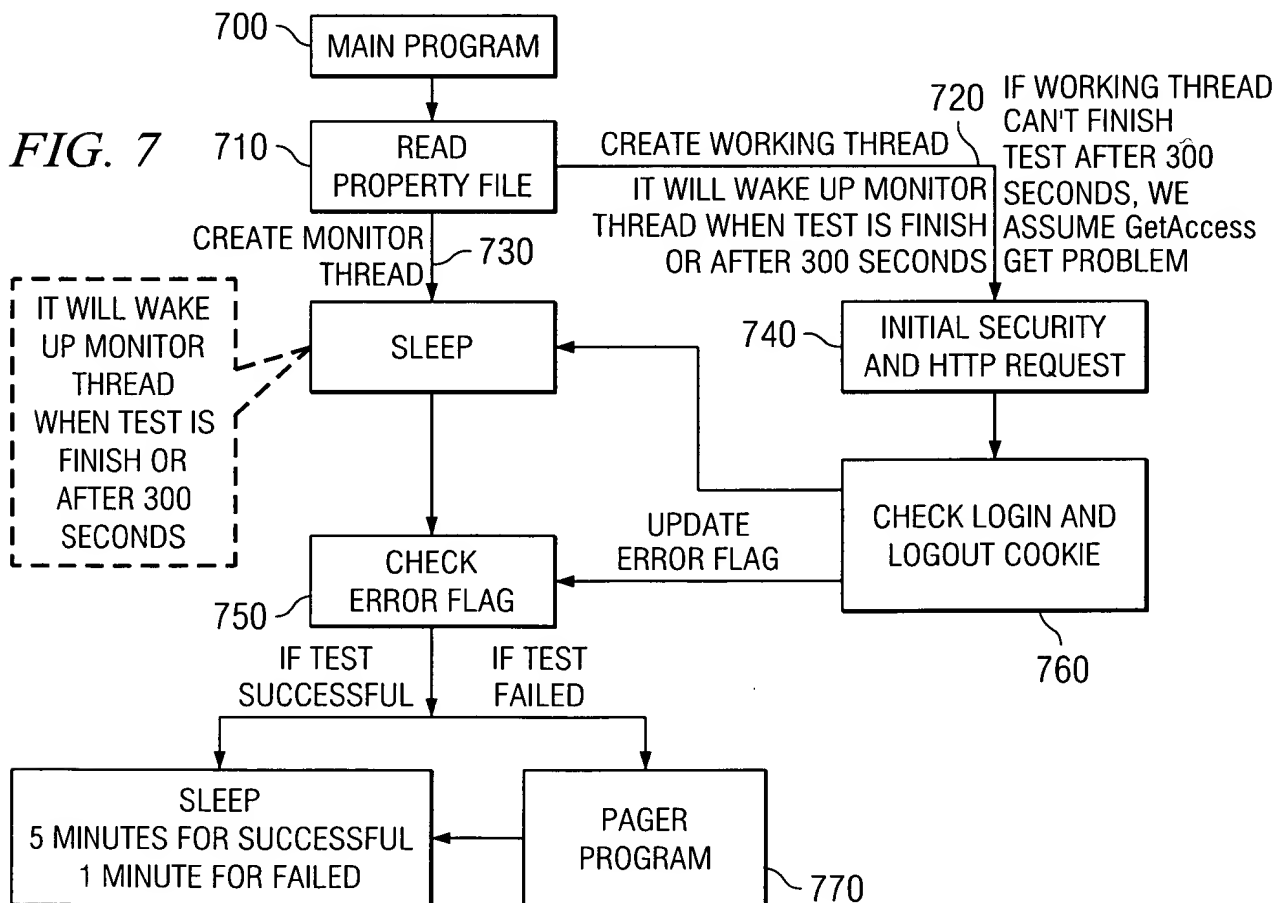 700
MAIN PROGRAM
FIG. 7
710
READ
PROPERTY FILE
CREATE WORKING THREAD
720
IF WORKING THREAD
CAN'T FINISH
TEST AFTER 300
SECONDS, WE
ASSUME GetAccess
GET PROBLEM
IT WILL WAKE UP MONITOR
THREAD WHEN TEST IS FINISH
OR AFTER 300 SECONDS
CREATE MONITOR
THREAD
730
IT WILL WAKE
UP MONITOR
THREAD
WHEN TEST IS
FINISH OR
AFTER 300
SECONDS
SLEEP
740
INITIAL SECURITY
AND HTTP REQUEST
CHECK LOGIN AND
LOGOUT COOKIE
760
UPDATE
ERROR FLAG
CHECK
ERROR FLAG
750
IF TEST
SUCCESSFUL
IF TEST
FAILED
SLEEP
5 MINUTES FOR SUCCESSFUL
1 MINUTE FOR FAILED
PAGER
PROGRAM
770